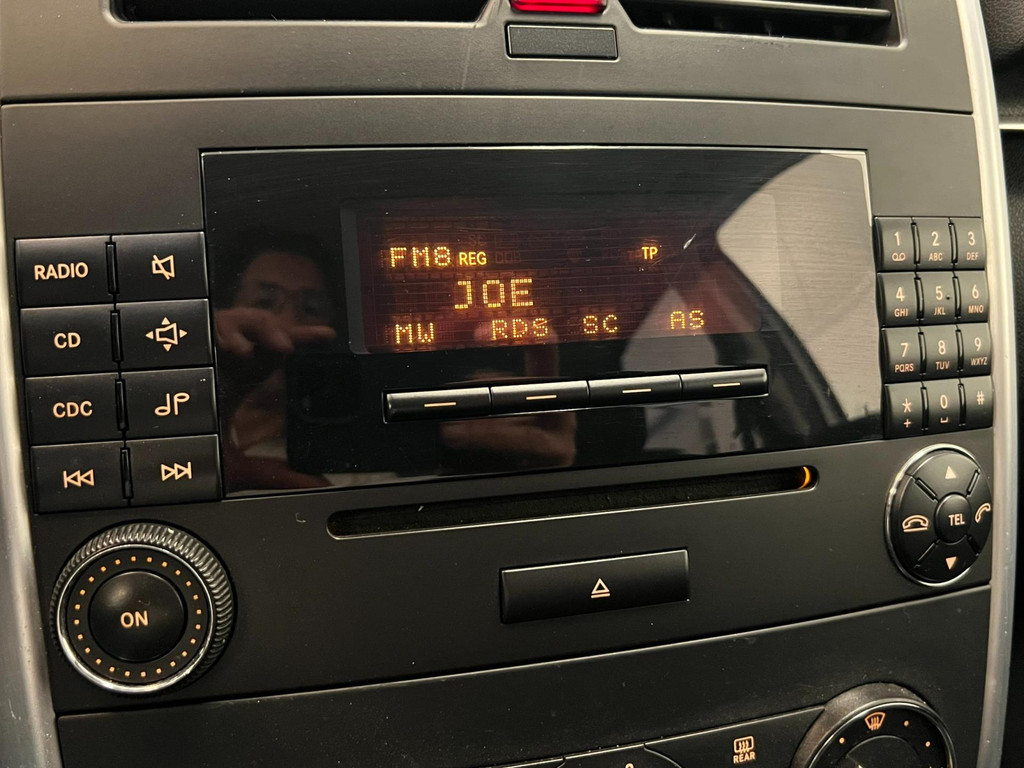 FM8 REG TP
JOE
MW RDS SC AS
RADIO
CD
CDC
ON
1
2 ABC 3 DEF
4 GHI 5 JKL 6 MNO
7 PQRS 8 TUV 9 WXYZ
* + 0 #
TEL
REAR